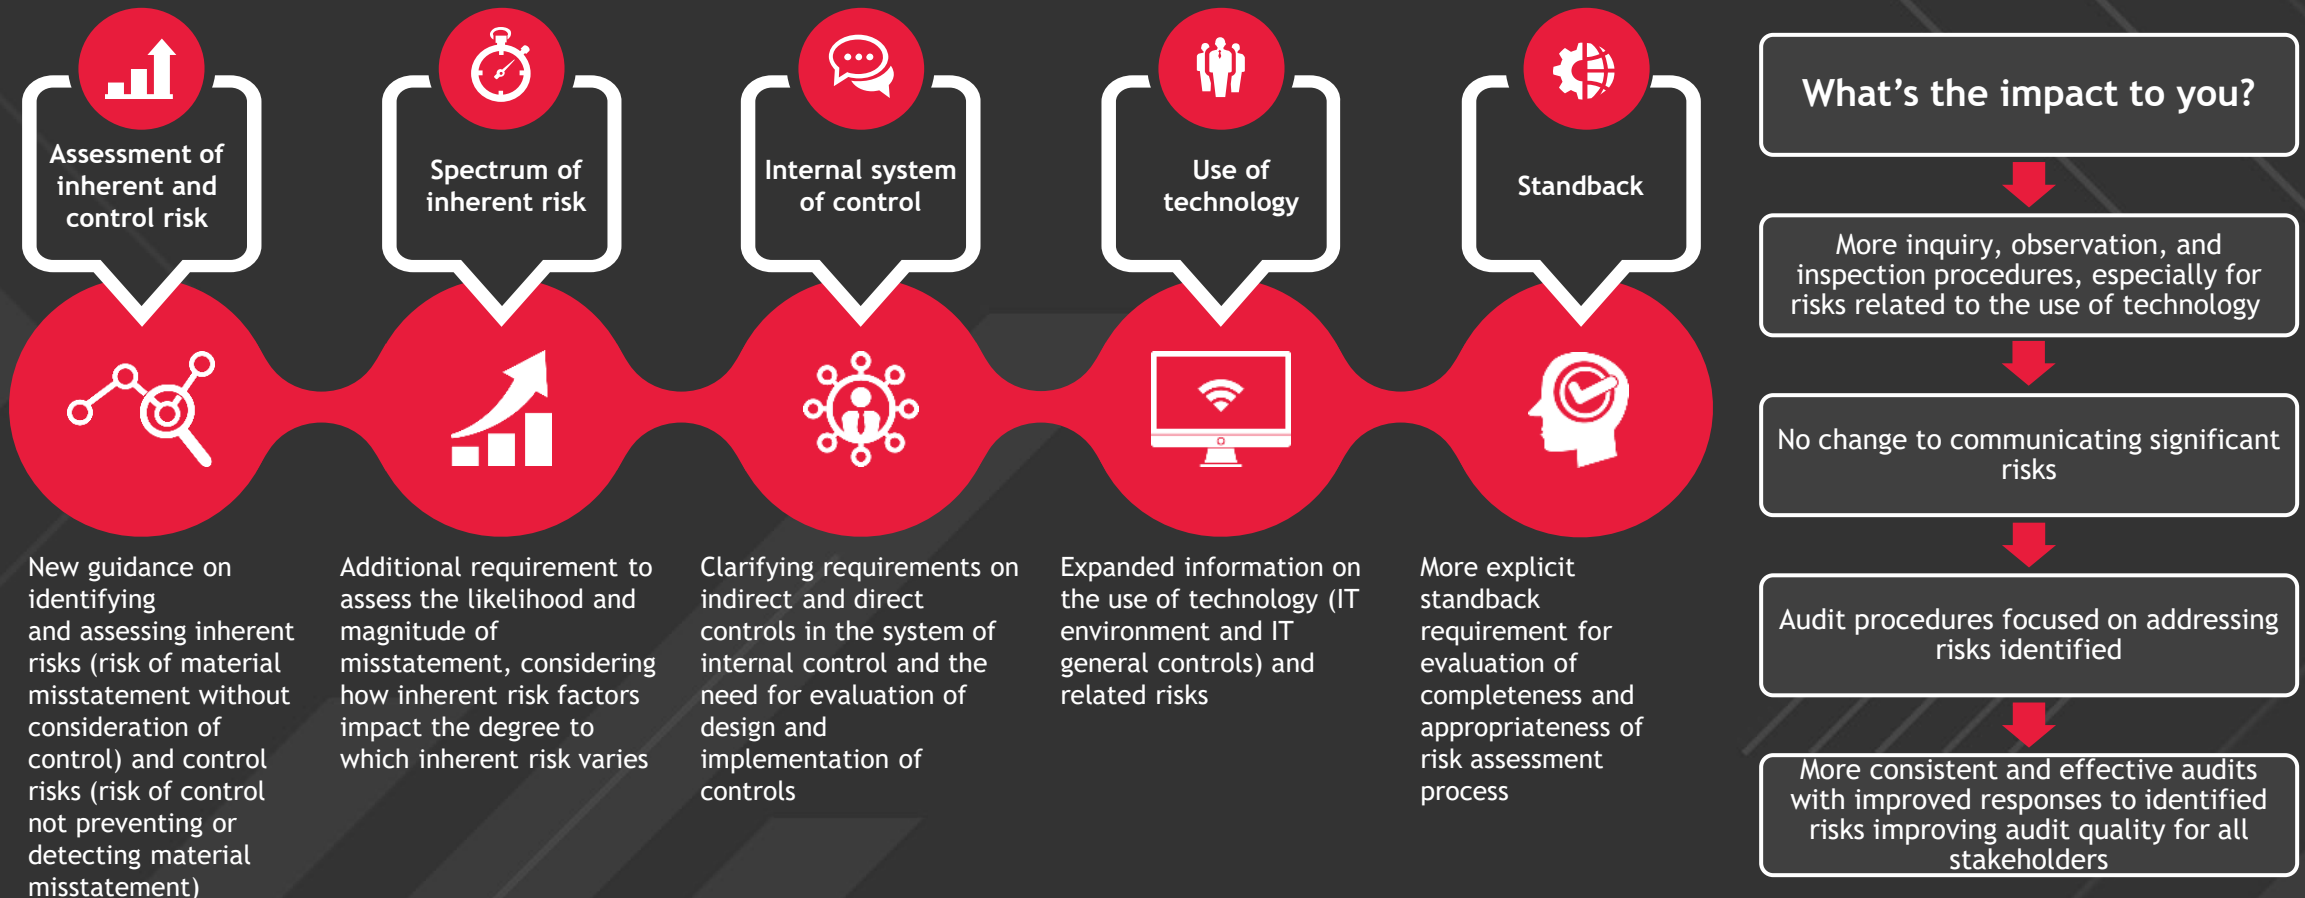 Assessment of
inherent and
control risk
Spectrum of
inherent risk
Internal system
of control
Use of
technology
Standback
New guidance on
identifying
and assessing inherent
risks (risk of material
misstatement without
consideration of
control) and control
risks (risk of control
not preventing or
detecting material
misstatement)
Additional requirement to
assess the likelihood and
magnitude of
misstatement, considering
how inherent risk factors
impact the degree to
which inherent risk varies
Clarifying requirements on
indirect and direct
controls in the system of
internal control and the
need for evaluation of
design and
implementation of
controls
Expanded information on
the use of technology (IT
environment and IT
general controls) and
related risks
More explicit
standback
requirement for
evaluation of
completeness and
appropriateness of
risk assessment
process
What’s the impact to you?
More inquiry, observation, and
inspection procedures, especially for
risks related to the use of technology
No change to communicating significant
risks
Audit procedures focused on addressing
risks identified
More consistent and effective audits
with improved responses to identified
risks improving audit quality for all
stakeholders